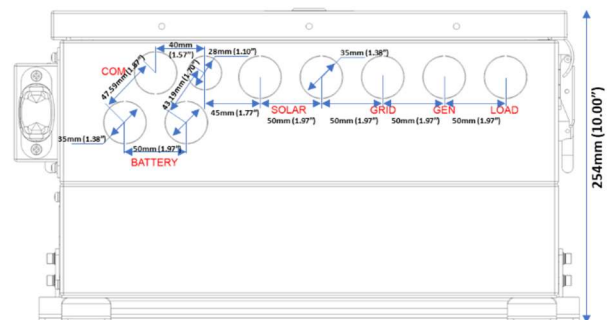 40mm
(1.57")
28mm (1.10")
35mm (1.38")
COM
47.59mm (1.87")
43.19mm (1.70")
45mm (1.77")
SOLAR
GRID
GEN
LOAD
50mm (1.97")
50mm (1.97")
50mm (1.97")
50mm (1.97")
35mm (1.38")
50mm (1.97")
BATTERY
254mm (10.00")